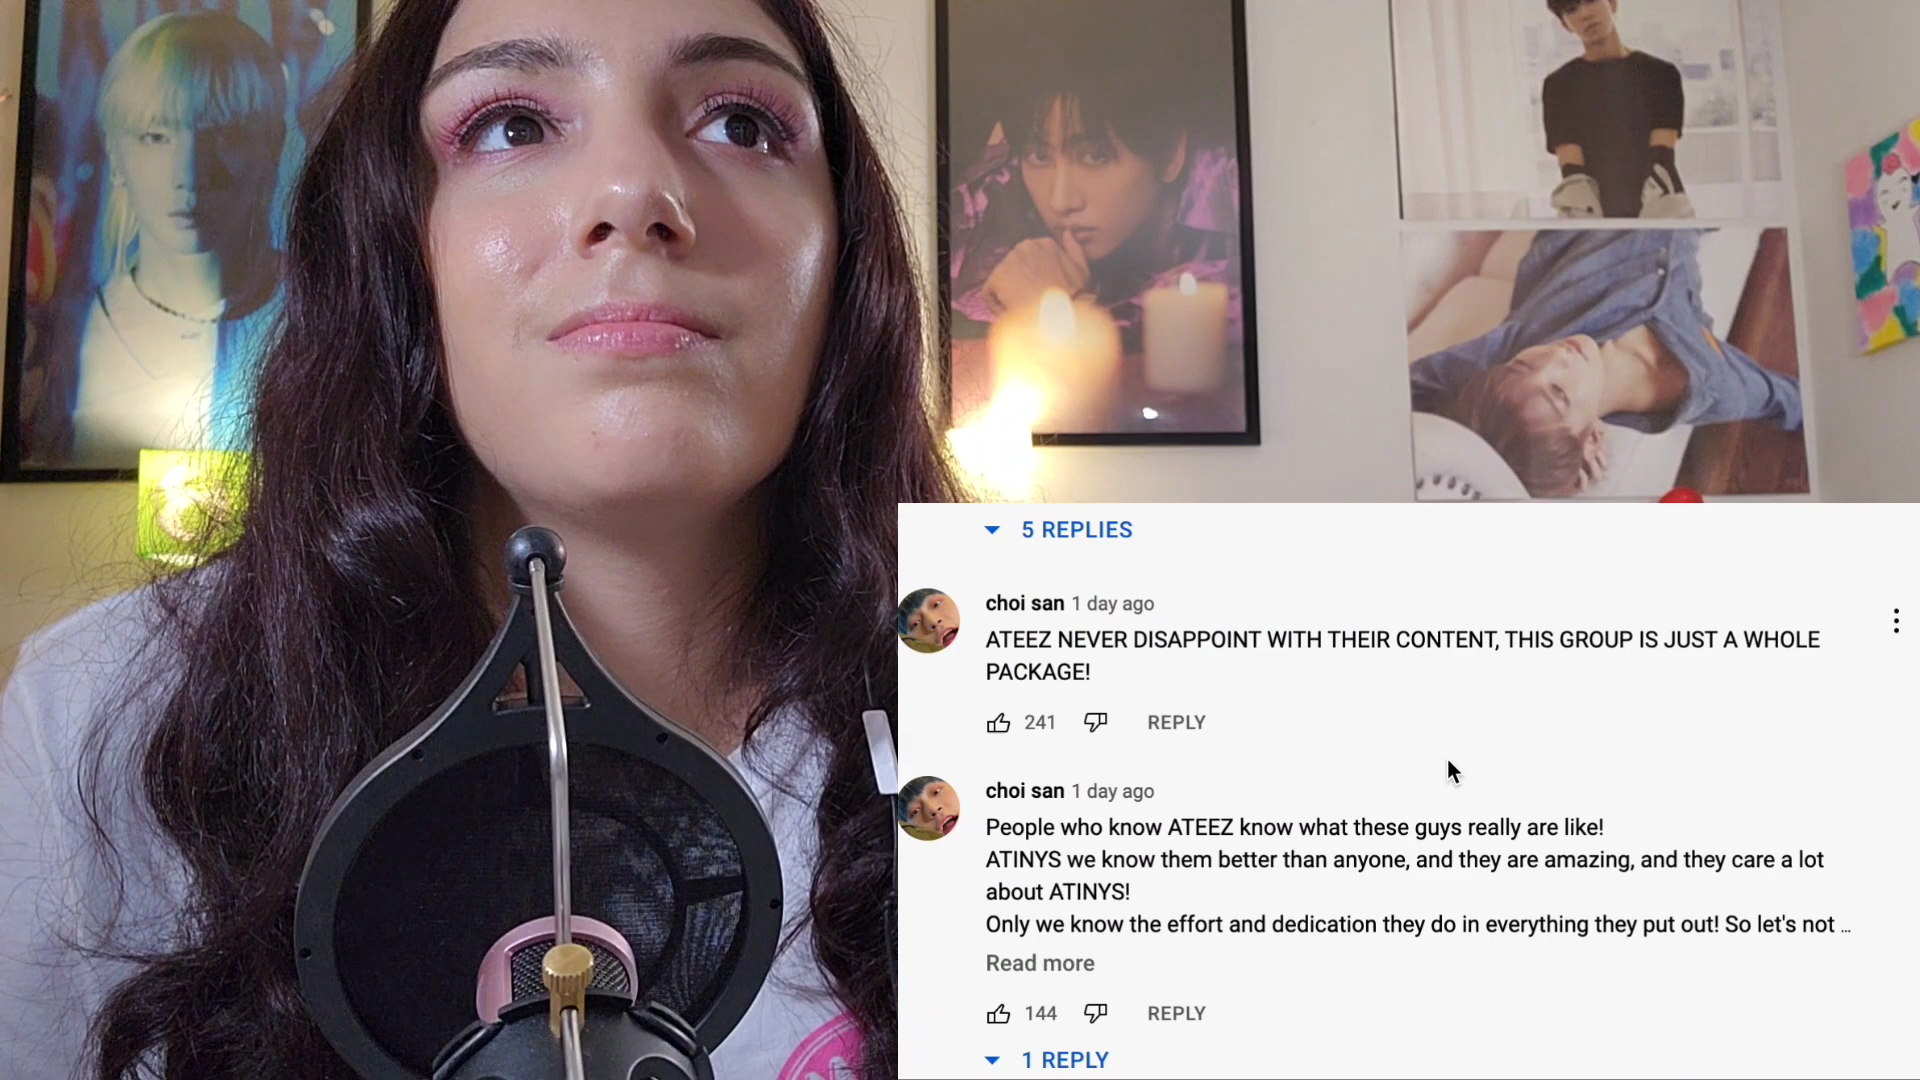 5 REPLIES
choi san 1 day ago
ATEEZ NEVER DISAPPOINT WITH THEIR CONTENT, THIS GROUP IS JUST A WHOLE
PACKAGE!
241 REPLY
choi san 1 day ago
People who know ATEEZ know what these guys really are like!
ATINYS we know them better than anyone, and they are amazing, and they care a lot
about ATINYS!
Only we know the effort and dedication they do in everything they put out! So let's not ...
Read more
144 REPLY
1 REPLY